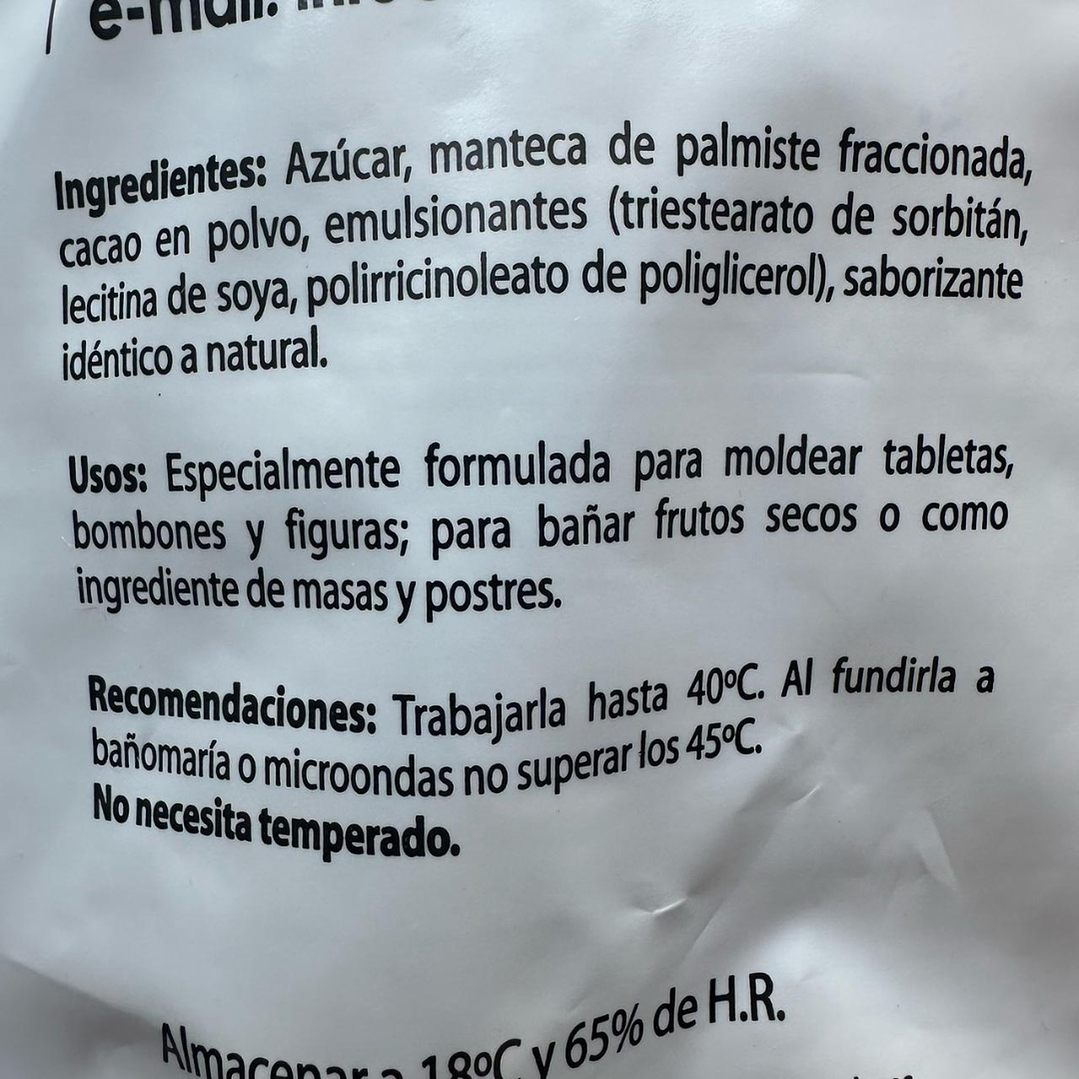 e-mail:
Ingredientes: Azúcar, manteca de palmiste fraccionada,
cacao en polvo, emulsionantes (triestearato de sorbitán,
lecitina de soya, polirricinoleato de poliglicerol), saborizante
idéntico a natural.
Usos: Especialmente formulada para moldear tabletas,
bombones y figuras; para bañar frutos secos o como
ingrediente de masas y postres.
Recomendaciones: Trabajarla hasta 40ºC. Al fundirla a
bañomaría o microondas no superar los 45ºC.
No necesita temperado.
Almacenar a 18ºC y 65% de H.R.